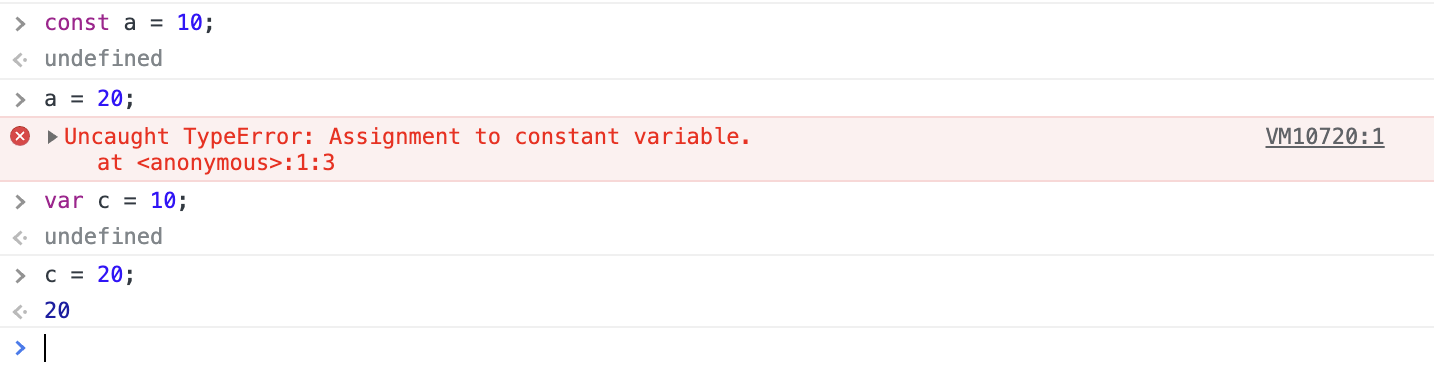 > const a = 10;
<· undefined
> a = 20;
▶Uncaught TypeError: Assignment to constant variable. VM10720:1
at <anonymous>:1:3
> var c = 10;
<· undefined
> c = 20;
<· 20
>